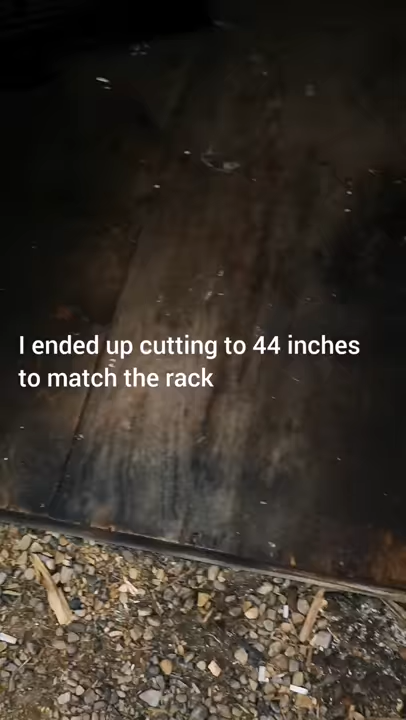 I ended up cutting to 44 inches
to match the rack